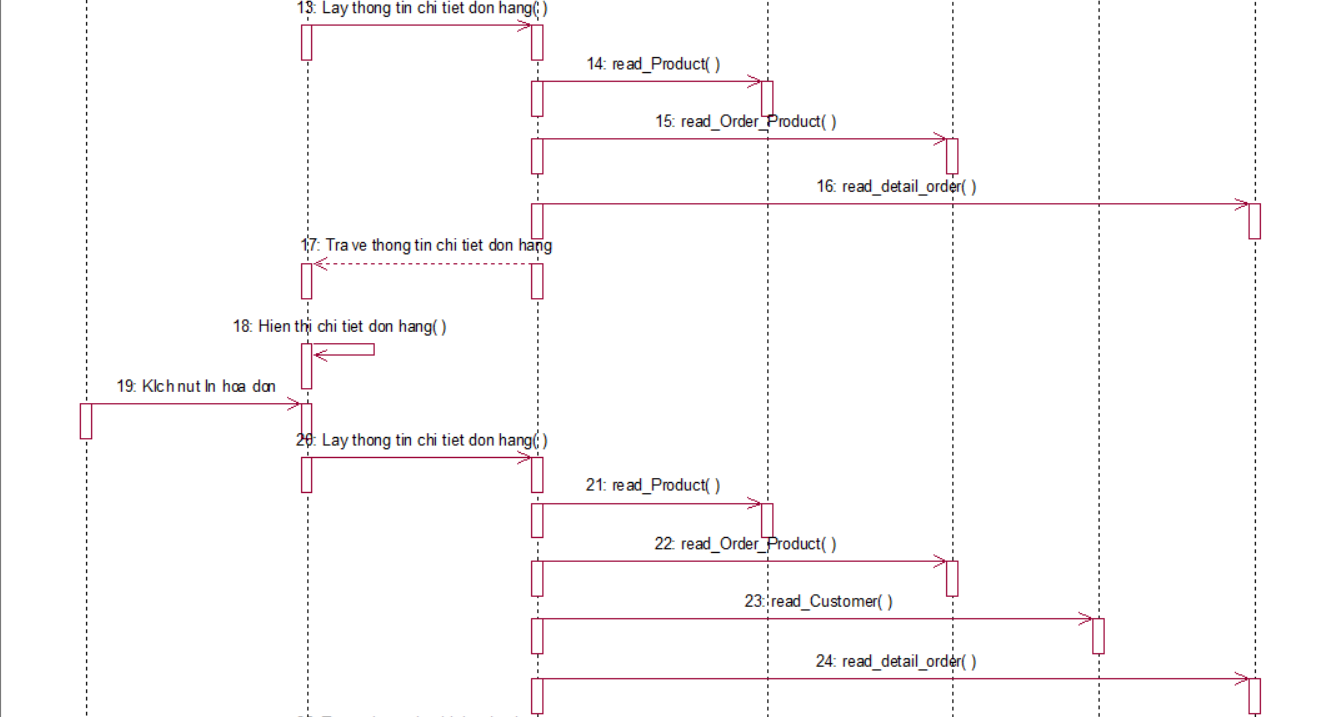 13: Lay thong tin chi tiet don hang( )
14: read_Product( )
15: read_Order_Product( )
16: read_detail_order( )
17: Tra ve thong tin chi tiet don hang
18: Hien thi chi tiet don hang( )
19: KIch nut In hoa don
20: Lay thong tin chi tiet don hang( )
21: read_Product( )
22: read_Order_Product( )
23: read_Customer( )
24: read_detail_order( )